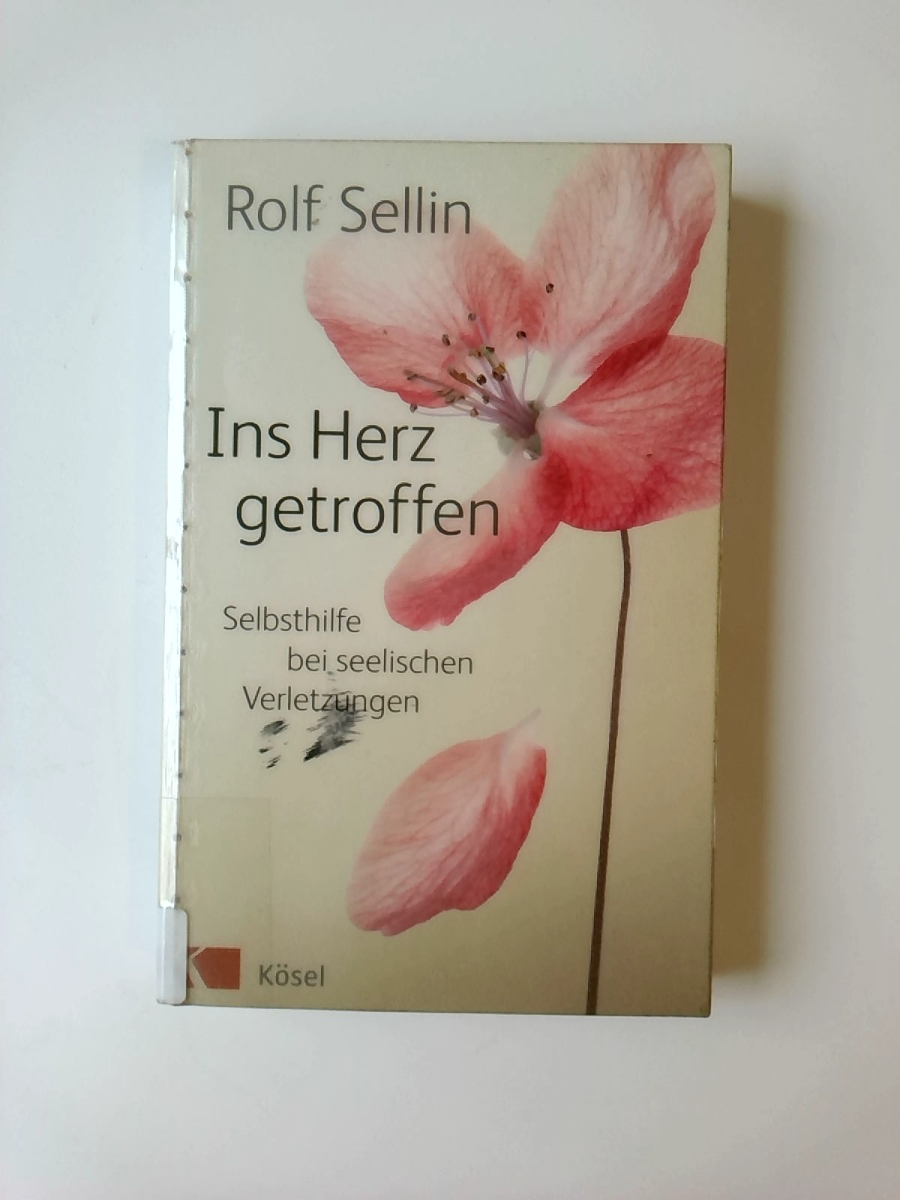 Rolf Sellin
Ins Herz
getroffen
Selbsthilfe
bei seelischen
Verletzungen
K
Kösel